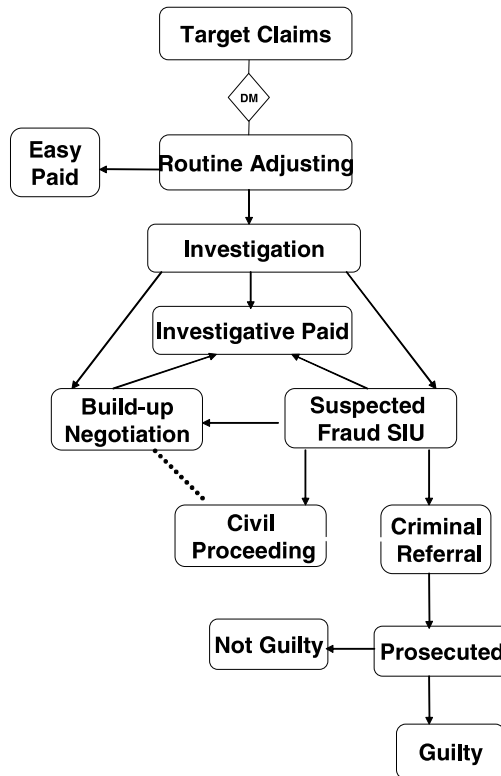 Target Claims
DM
Easy
Paid
Routine Adjusting
Investigation
Investigative Paid
Build-up
Negotiation
Suspected
Fraud SIU
Civil
Proceeding
Criminal
Referral
Not Guilty
Prosecuted
Guilty